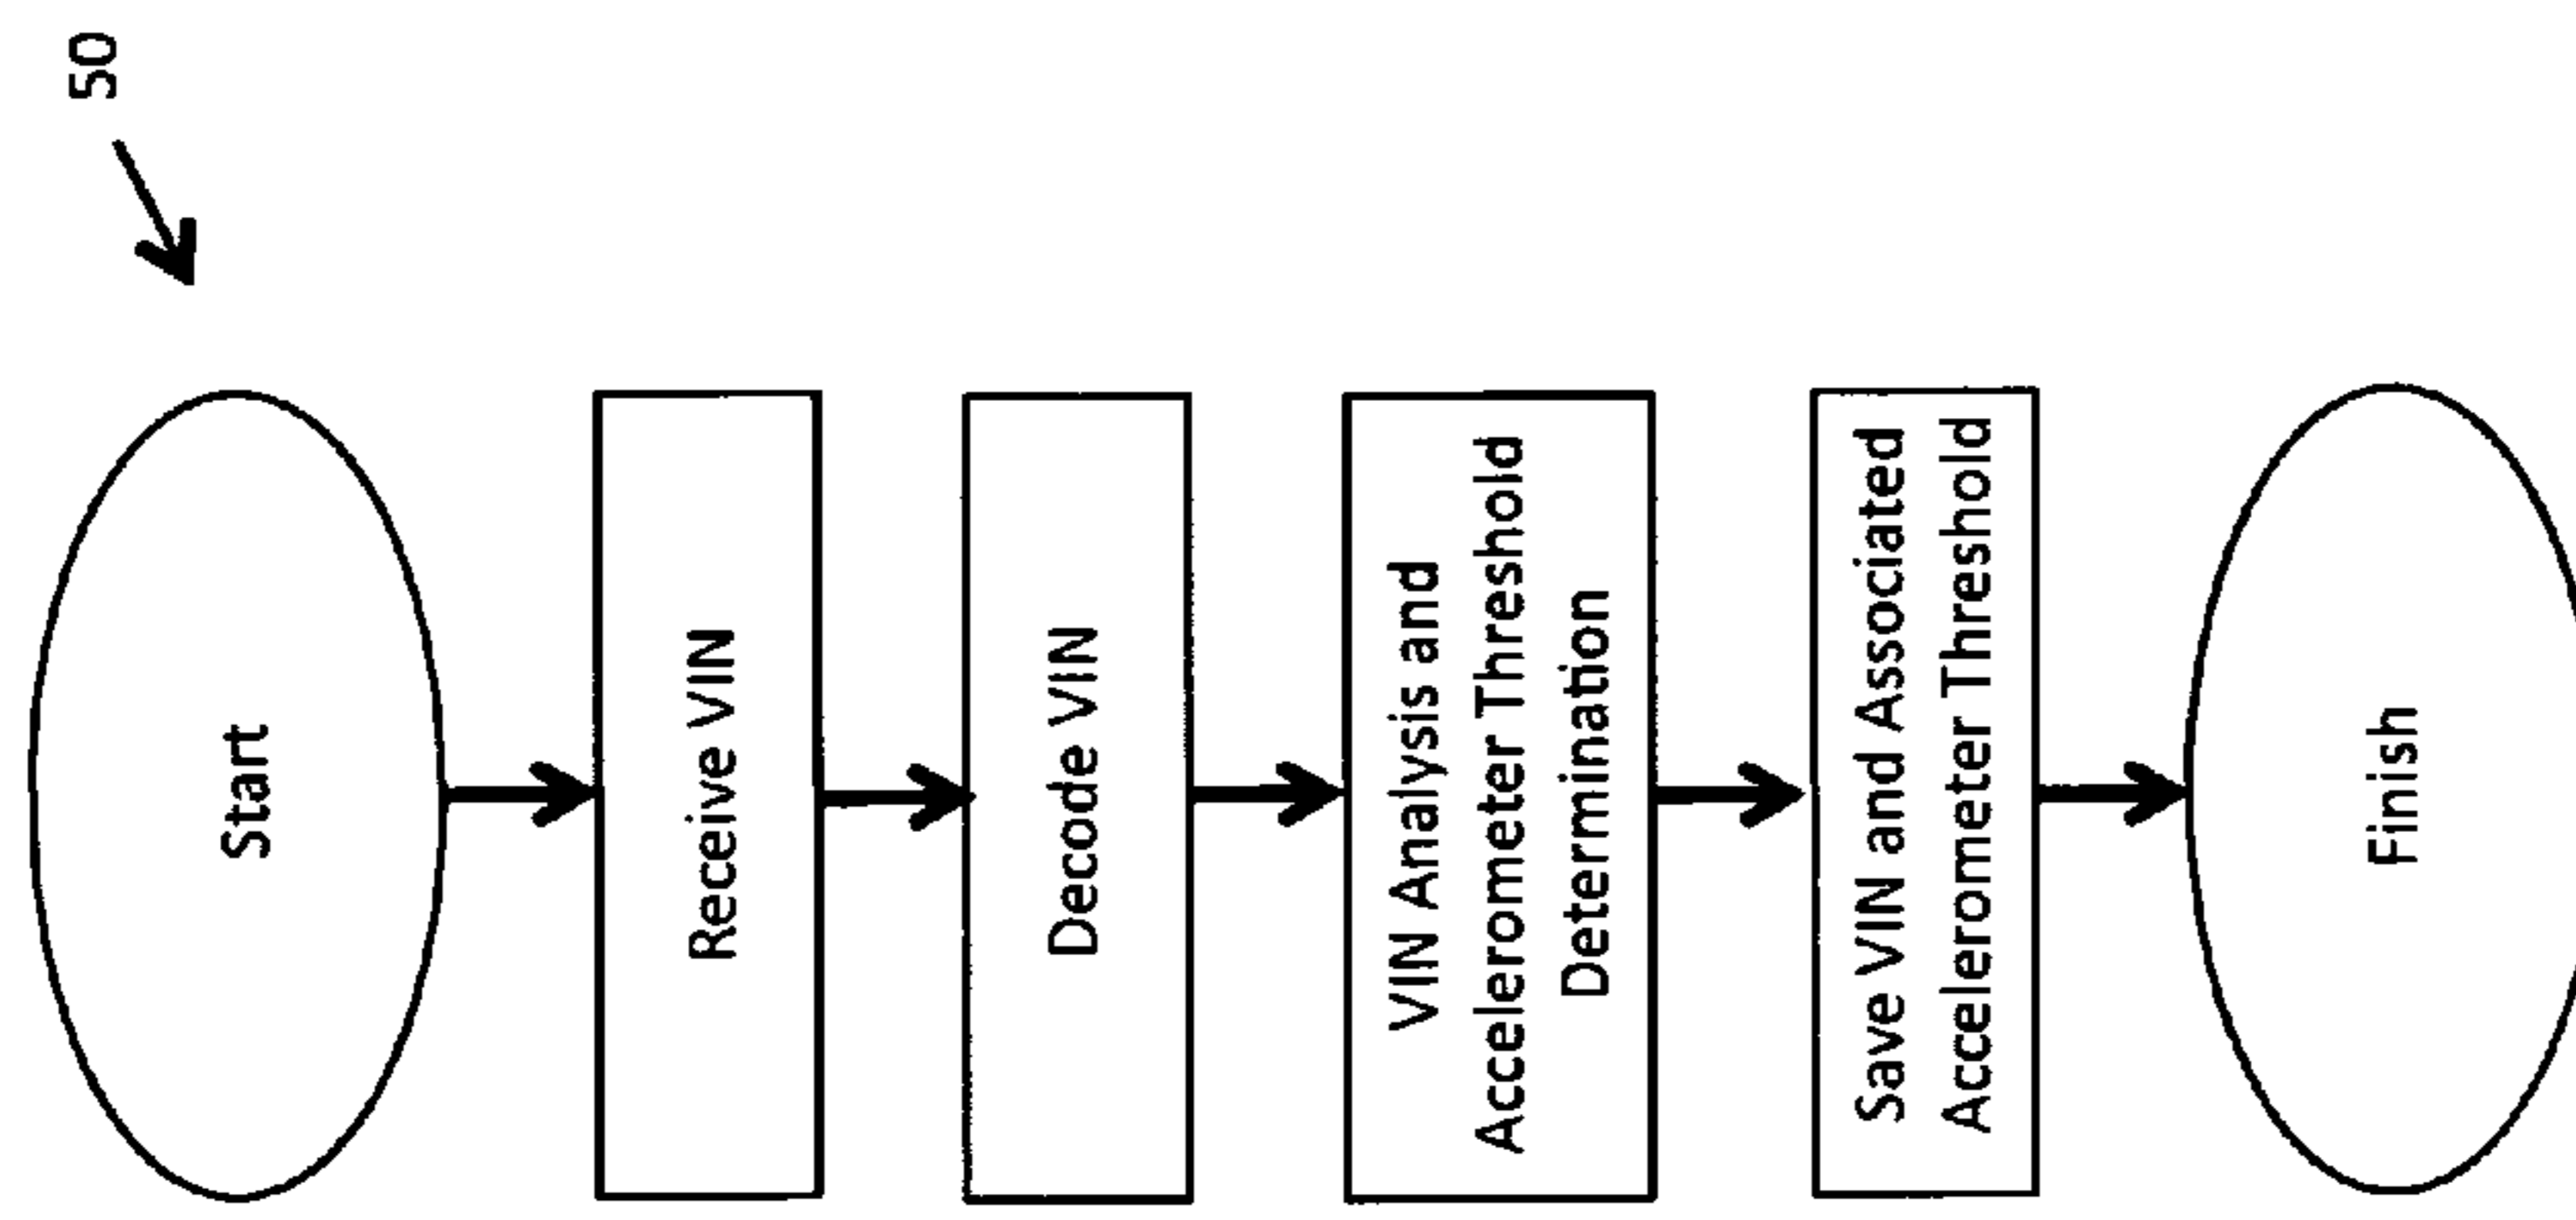 50
Start
Receive VIN
Decode VIN
VIN Analysis and
Accelerometer Threshold
Determination
Save VIN and Associated
Accelerometer Threshold
Finish